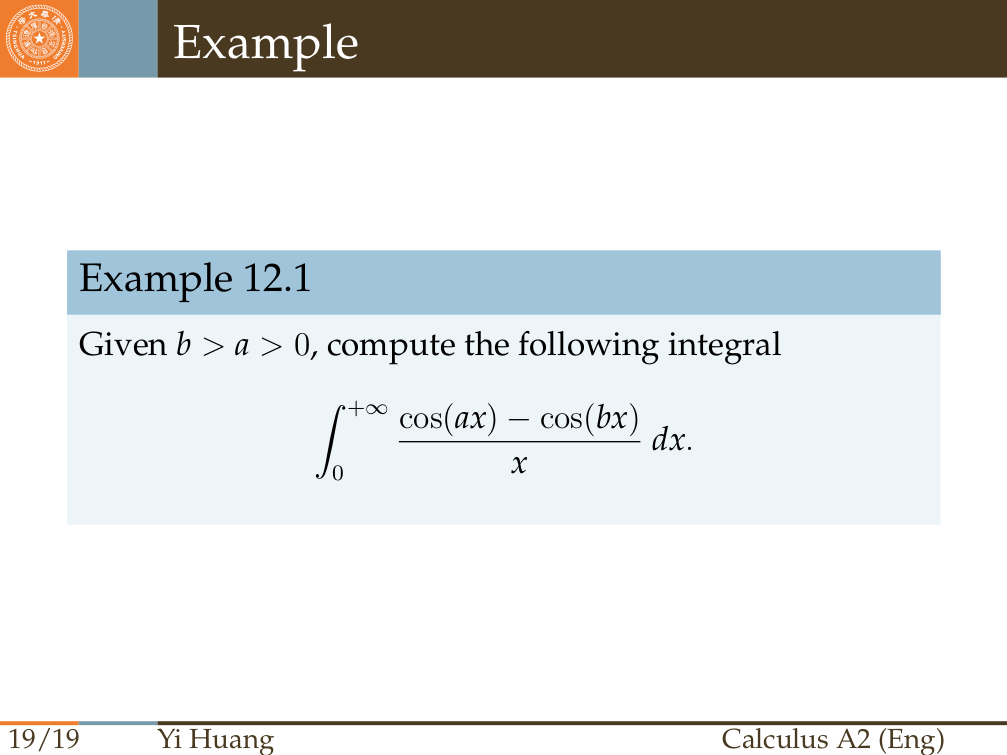 Example
Example 12.1
Given b > a > 0, compute the following integral
∫₀^{+∞} (cos(ax) − cos(bx))/x dx.
19/19 Yi Huang Calculus A2 (Eng)